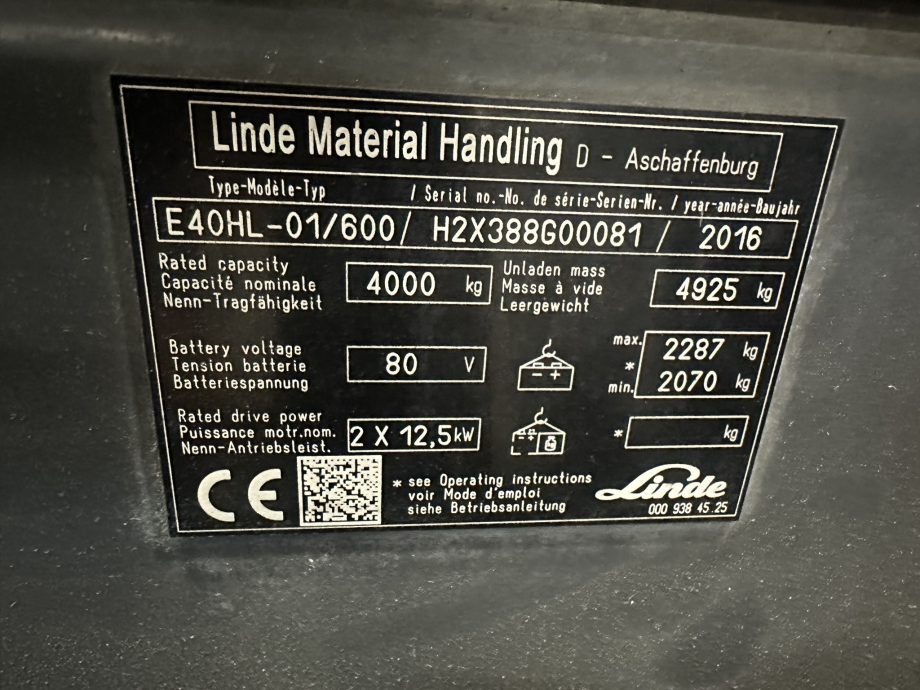 Linde Material Handling D - Aschaffenburg
Type-Modèle-Typ / Serial no.-No. de série-Serien-Nr. / year-année-Baujahr
E40HL-01/600 / H2X388G00081 / 2016
Rated capacity
Capacité nominale
Nenn-Tragfähigkeit
4000 kg
Unladen mass
Masse à vide
Leergewicht
4925 kg
Battery voltage
Tension batterie
Batteriespannung
80 V
- +
max. 2287 kg
*
min. 2070 kg
Rated drive power
Puissance motr.nom.
Nenn-Antriebsleist.
2 X 12,5 kW
- +
* kg
CE
* see Operating instructions
voir Mode d'emploi
siehe Betriebsanleitung
Linde
000 938 45.25